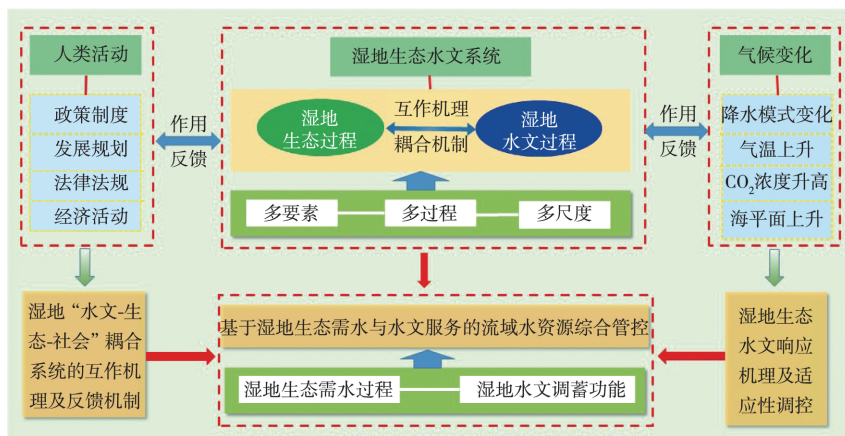 人类活动
政策制度
发展规划
法律法规
经济活动
作用
反馈
湿地生态水文系统
湿地
生态过程
互作机理
耦合机制
湿地
水文过程
多要素
多过程
多尺度
作用
反馈
气候变化
降水模式变化
气温上升
CO₂浓度升高
海平面上升
湿地“水文-生
态-社会”耦合
系统的互作机
理及反馈机制
基于湿地生态需水与水文服务的流域水资源综合管控
湿地生态需水过程
湿地水文调蓄功能
湿地生态
水文响应
机理及适
应性调控